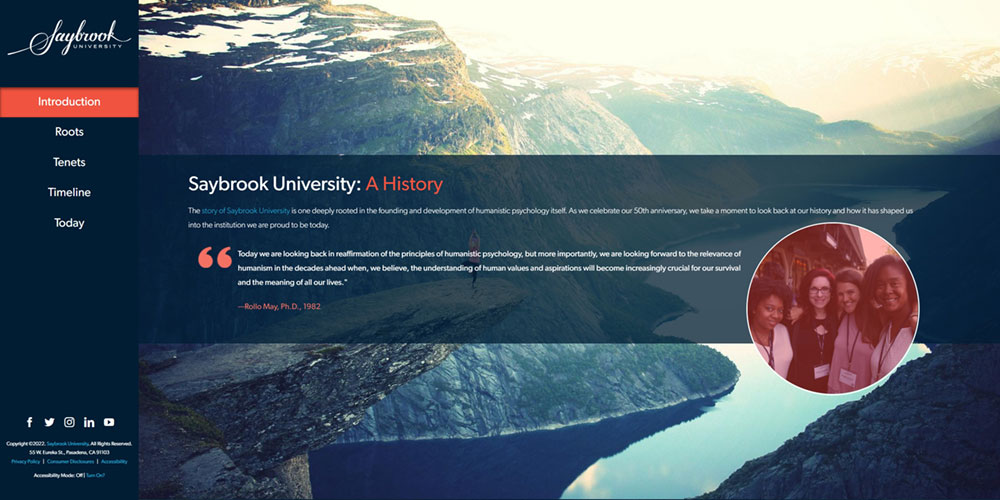 Saybrook
UNIVERSITY
Introduction
Roots
Tenets
Timeline
Today
Copyright ©2022, Saybrook University. All Rights Reserved.
55 W. Eureka St., Pasadena, CA 91103
Privacy Policy | Consumer Disclosures | Accessibility
Accessibility Mode: Off | Turn On?
Saybrook University: A History
The story of Saybrook University is one deeply rooted in the founding and development of humanistic psychology itself. As we celebrate our 50th anniversary, we take a moment to look back at our history and how it has shaped us
into the institution we are proud to be today.
“Today we are looking back in reaffirmation of the principles of humanistic psychology, but more importantly, we are looking forward to the relevance of
humanism in the decades ahead when, we believe, the understanding of human values and aspirations will become increasingly crucial for our survival
and the meaning of all our lives."
—Rollo May, Ph.D., 1982